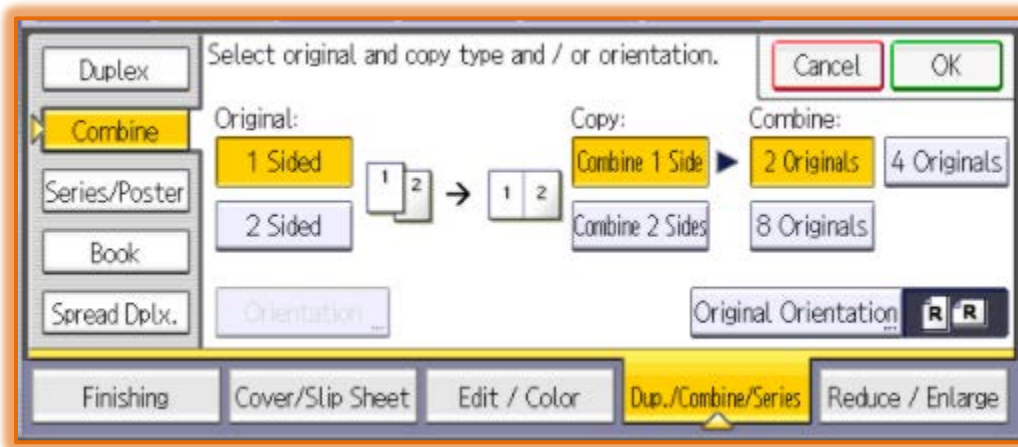 Select original and copy type and / or orientation.
Cancel
OK
Duplex
Combine
Series/Poster
Book
Spread Dplx.
Original:
1 Sided
2 Sided
1
2
→
1 2
Copy:
Combine 1 Side
Combine 2 Sides
Combine:
2 Originals
4 Originals
8 Originals
Orientation
Original Orientation
R R
Finishing
Cover/Slip Sheet
Edit / Color
Dup./Combine/Series
Reduce / Enlarge